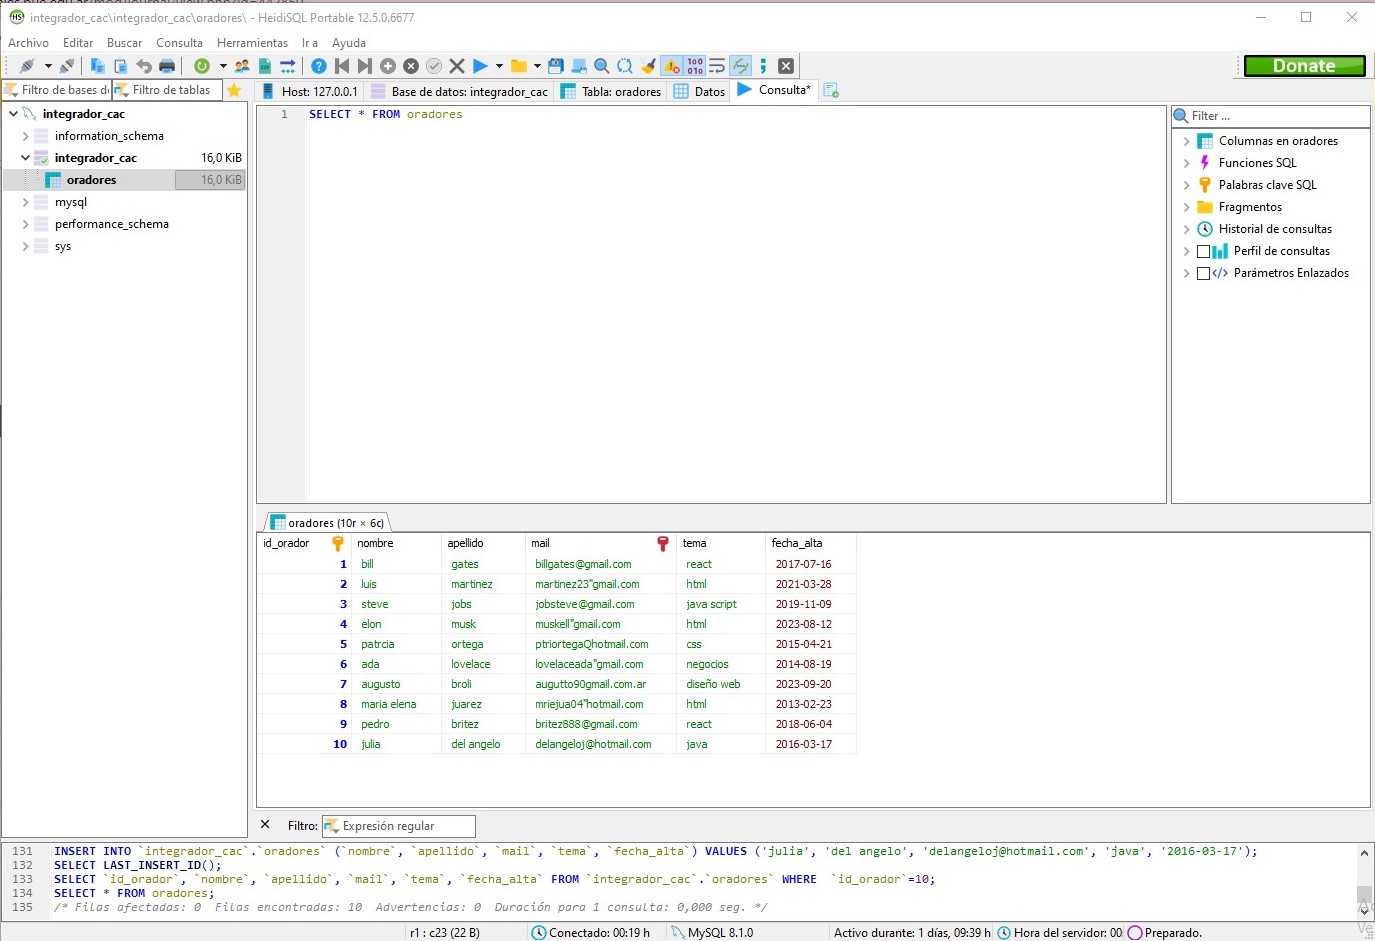 integrador_cac\integrador_cac\oradores\ - HeidiSQL Portable 12.5.0.6677
Archivo Editar Buscar Consulta Herramientas Ir a Ayuda
Donate
Filtro de bases d Filtro de tablas
Host: 127.0.0.1 Base de datos: integrador_cac Tabla: oradores Datos Consulta*
integrador_cac
information_schema
integrador_cac 16,0 KiB
oradores 16,0 KiB
mysql
performance_schema
sys
1 SELECT * FROM oradores
Filter ...
Columnas en oradores
Funciones SQL
Palabras clave SQL
Fragmentos
Historial de consultas
Perfil de consultas
Parámetros Enlazados
oradores (10r × 6c)
id_orador nombre apellido mail tema fecha_alta
1 bill gates billgates@gmail.com react 2017-07-16
2 luis martinez martinez23"gmail.com html 2021-03-28
3 steve jobs jobsteve@gmail.com java script 2019-11-09
4 elon musk muskell"gmail.com html 2023-08-12
5 patrcia ortega ptriortegaQhotmail.com css 2015-04-21
6 ada lovelace lovelaceada"gmail.com negocios 2014-08-19
7 augusto broli augutto90gmail.com.ar diseño web 2023-09-20
8 maria elena juarez mriejua04"hotmail.com html 2013-02-23
9 pedro britez britez888@gmail.com react 2018-06-04
10 julia del angelo delangeloj@hotmail.com java 2016-03-17
Filtro: Expresión regular
131 INSERT INTO `integrador_cac`.`oradores` (`nombre`, `apellido`, `mail`, `tema`, `fecha_alta`) VALUES ('julia', 'del angelo', 'delangeloj@hotmail.com', 'java', '2016-03-17');
132 SELECT LAST_INSERT_ID();
133 SELECT `id_orador`, `nombre`, `apellido`, `mail`, `tema`, `fecha_alta` FROM `integrador_cac`.`oradores` WHERE `id_orador`=10;
134 SELECT * FROM oradores;
135 /* Filas afectadas: 0 Filas encontradas: 10 Advertencias: 0 Duración para 1 consulta: 0,000 seg. */
r1 : c23 (22 B) Conectado: 00:19 h MySQL 8.1.0 Activo durante: 1 días, 09:39 h Hora del servidor: 00 Preparado.